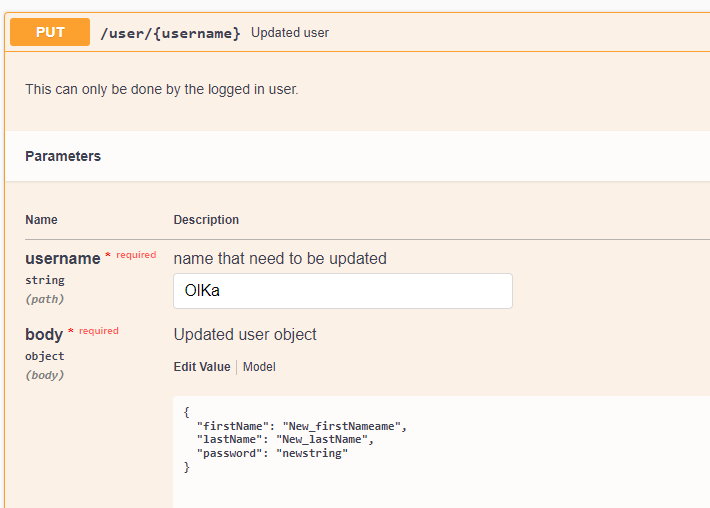 PUT /user/{username} Updated user
This can only be done by the logged in user.
Parameters
Name Description
username * required name that need to be updated
string
(path)
OlKa
body * required Updated user object
object
(body)
Edit Value Model
{
  "firstName": "New_firstNameame",
  "lastName": "New_lastName",
  "password": "newstring"
}